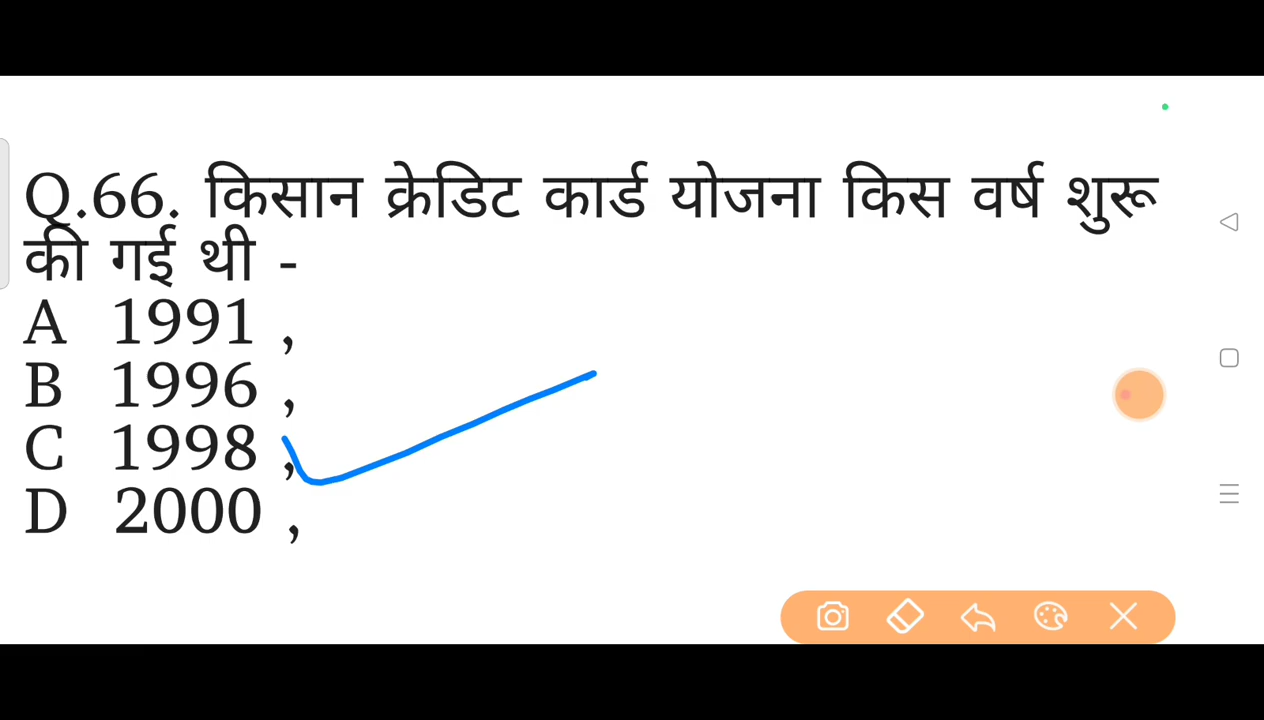 Q.66. किसान क्रेडिट कार्ड योजना किस वर्ष शुरू
की गई थी -
A 1991 ,
B 1996 ,
C 1998 ,
D 2000 ,